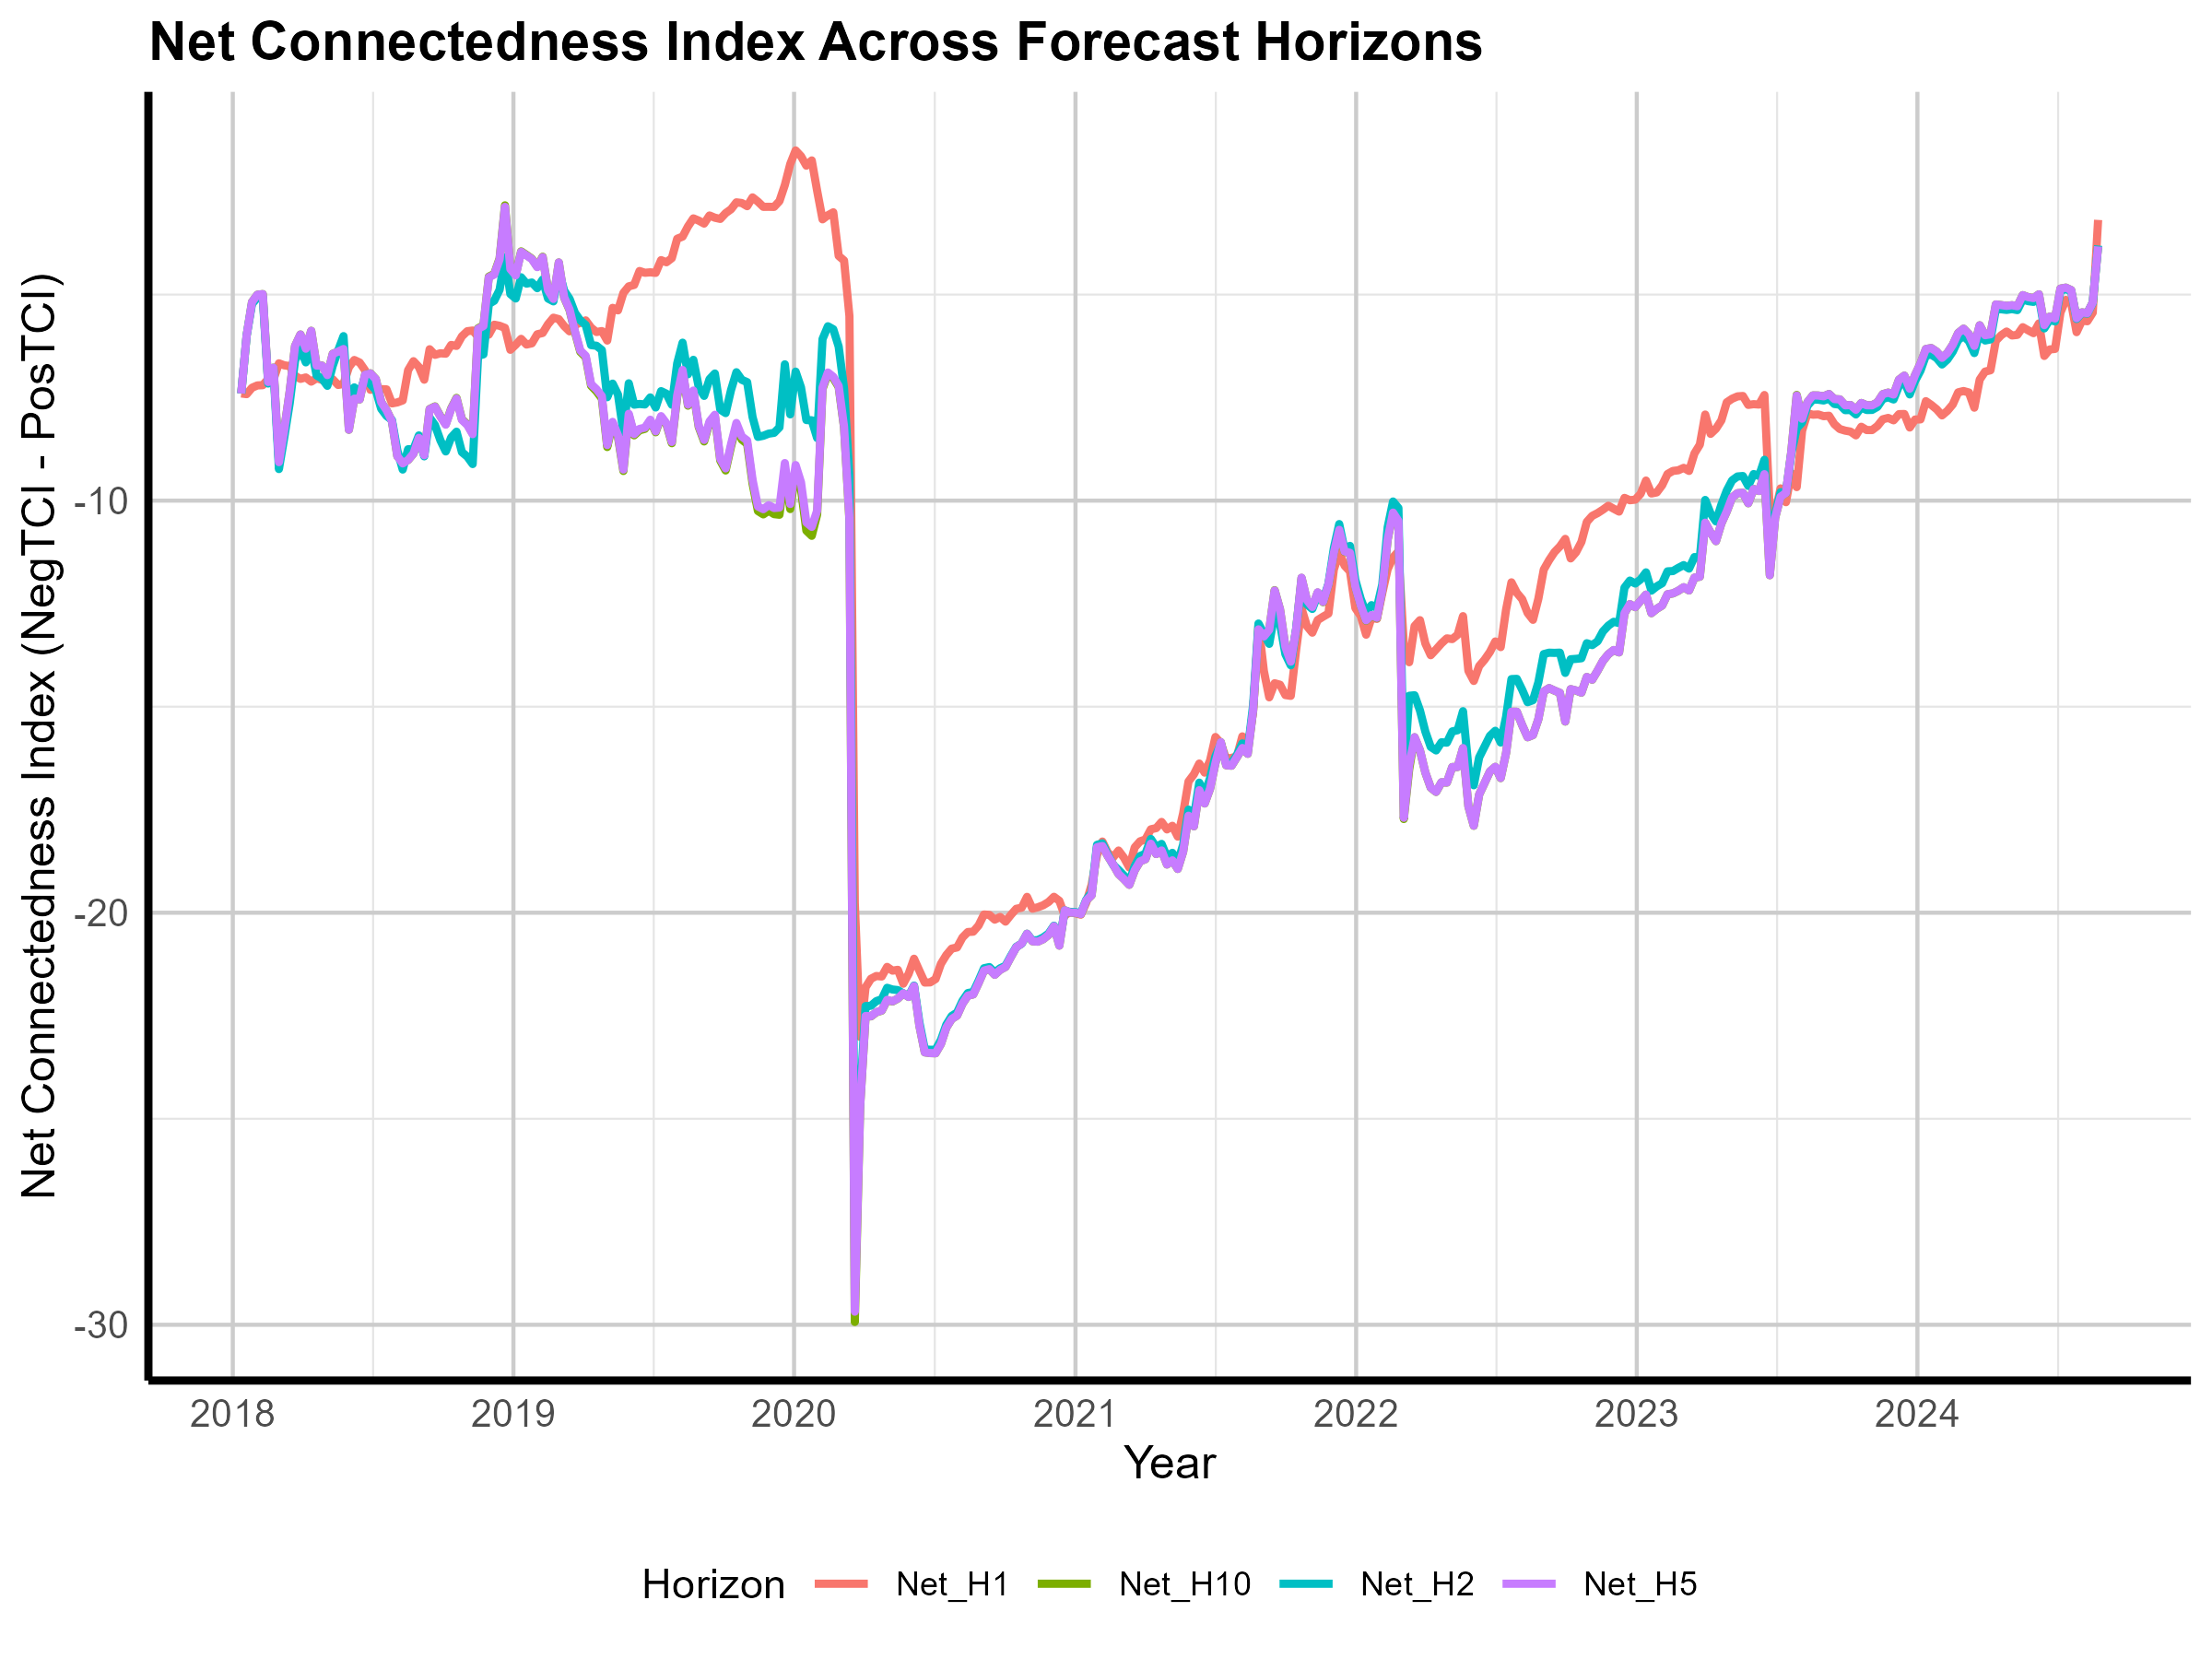 Net Connectedness Index Across Forecast Horizons
Net Connectedness Index (NegTCI - PosTCI)
-10
-20
-30
2018 2019 2020 2021 2022 2023 2024
Year
Horizon Net_H1 Net_H10 Net_H2 Net_H5